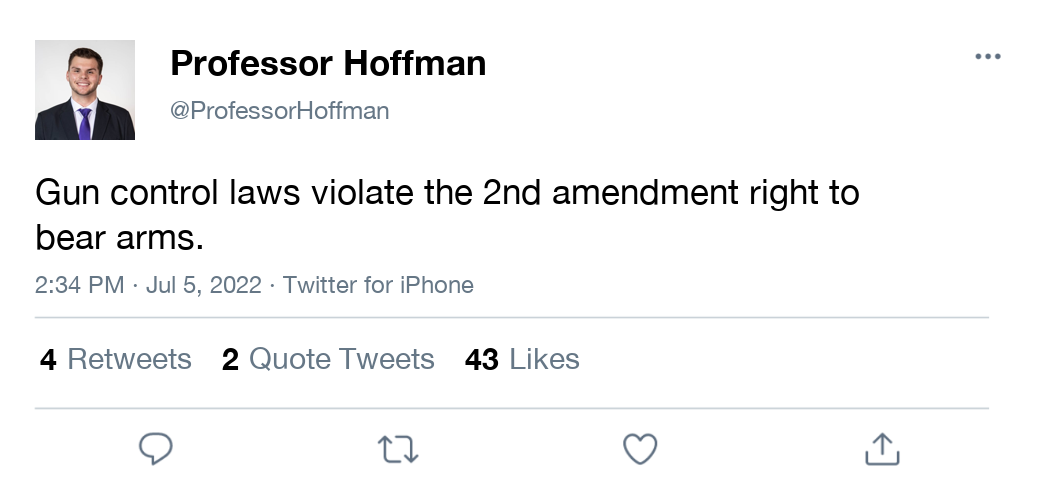 Professor Hoffman
@ProfessorHoffman
Gun control laws violate the 2nd amendment right to
bear arms.
2:34 PM · Jul 5, 2022 · Twitter for iPhone
4 Retweets 2 Quote Tweets 43 Likes